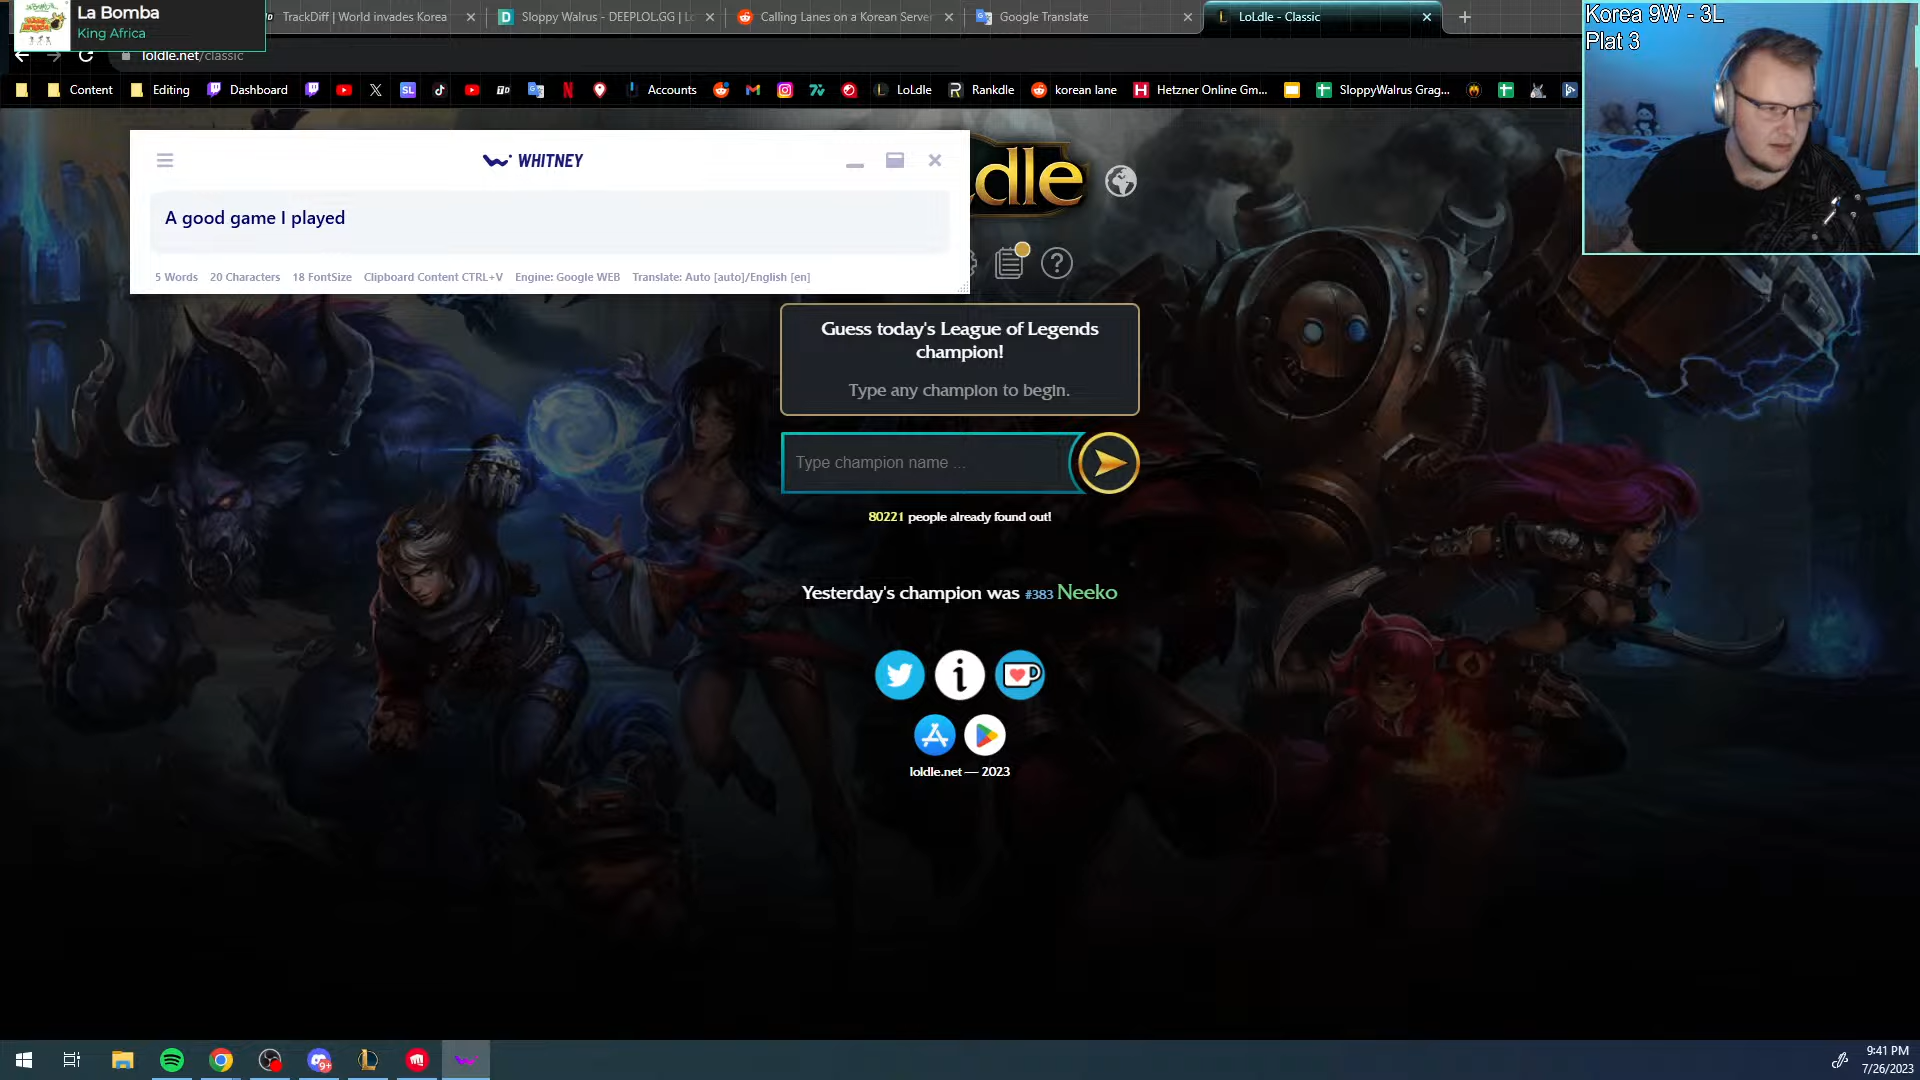 La Bomba
King Africa
TrackDiff | World invades Korea
Sloppy Walrus - DEEPLOL.GG | Lo
Calling Lanes on a Korean Server
Google Translate
LoLdle - Classic
Korea 9W - 3L
Plat 3
loldle.net/classic
Content
Editing
Dashboard
SL
Accounts
LoLdle
Rankdle
korean lane
Hetzner Online Gm...
SloppyWalrus Grag...
WHITNEY
A good game I played
5 Words 20 Characters 18 FontSize Clipboard Content CTRL+V Engine: Google WEB Translate: Auto [auto]/English [en]
dle
Guess today's League of Legends
champion!
Type any champion to begin.
Type champion name ...
80221 people already found out!
Yesterday's champion was #383 Neeko
loldle.net — 2023
9+
9:41 PM
7/26/2023